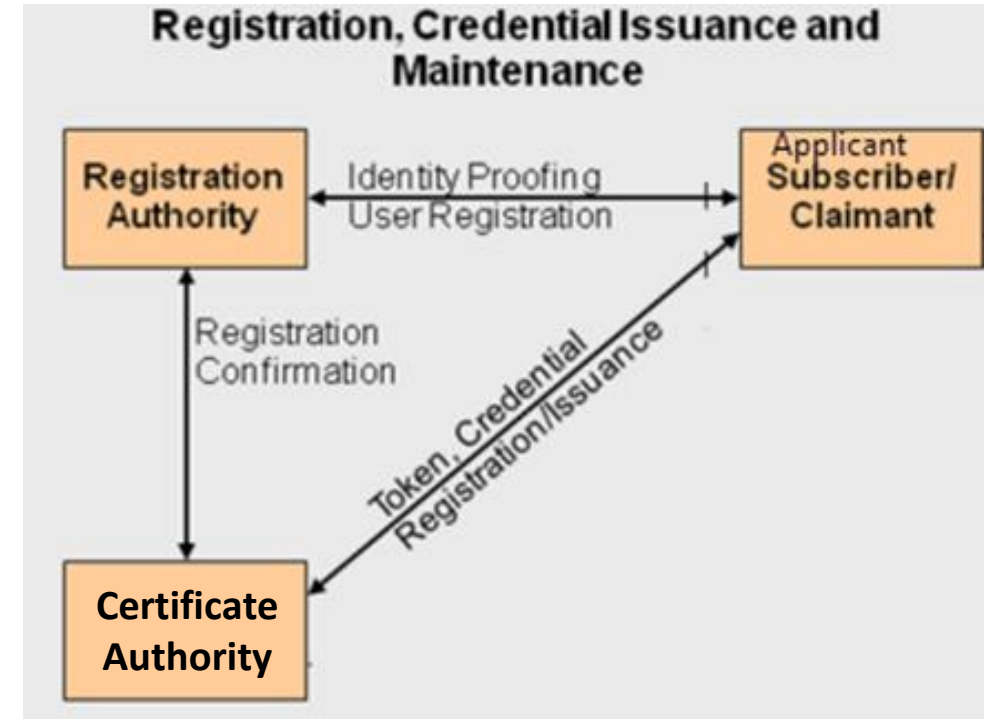 Registration, Credential Issuance and
Maintenance
Registration
Authority
Identity Proofing
User Registration
Applicant
Subscriber/
Claimant
Registration
Confirmation
Token, Credential
Registration/Issuance
Certificate
Authority